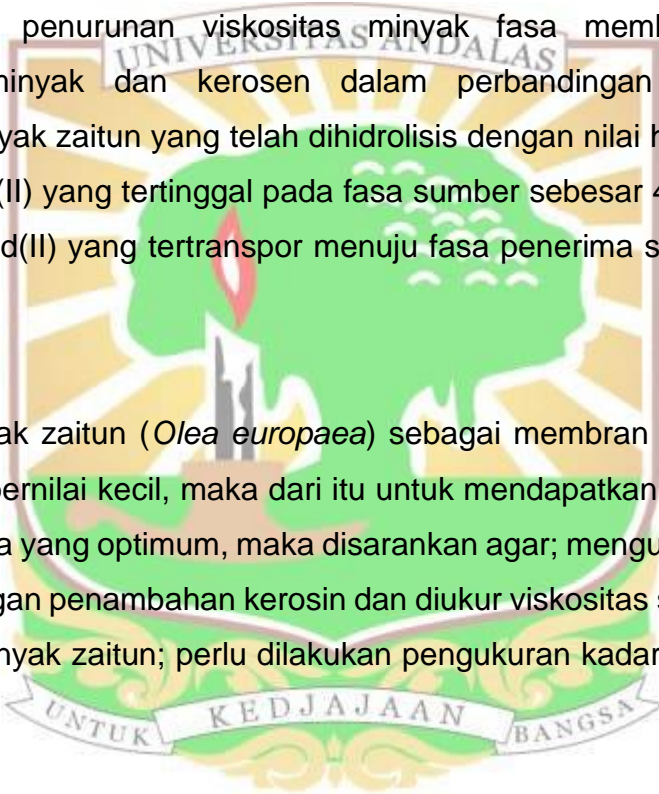 penurunan viskositas minyak fasa memb
UNIVERSITAS ANDALAS
minyak dan kerosen dalam perbandingan
yak zaitun yang telah dihidrolisis dengan nilai h
(II) yang tertinggal pada fasa sumber sebesar 4
d(II) yang tertranspor menuju fasa penerima s
ak zaitun (Olea europaea) sebagai membran
bernilai kecil, maka dari itu untuk mendapatkan
a yang optimum, maka disarankan agar; mengu
gan penambahan kerosin dan diukur viskositas s
nyak zaitun; perlu dilakukan pengukuran kadar
UNTUK KEDJAJAAN BANGSA